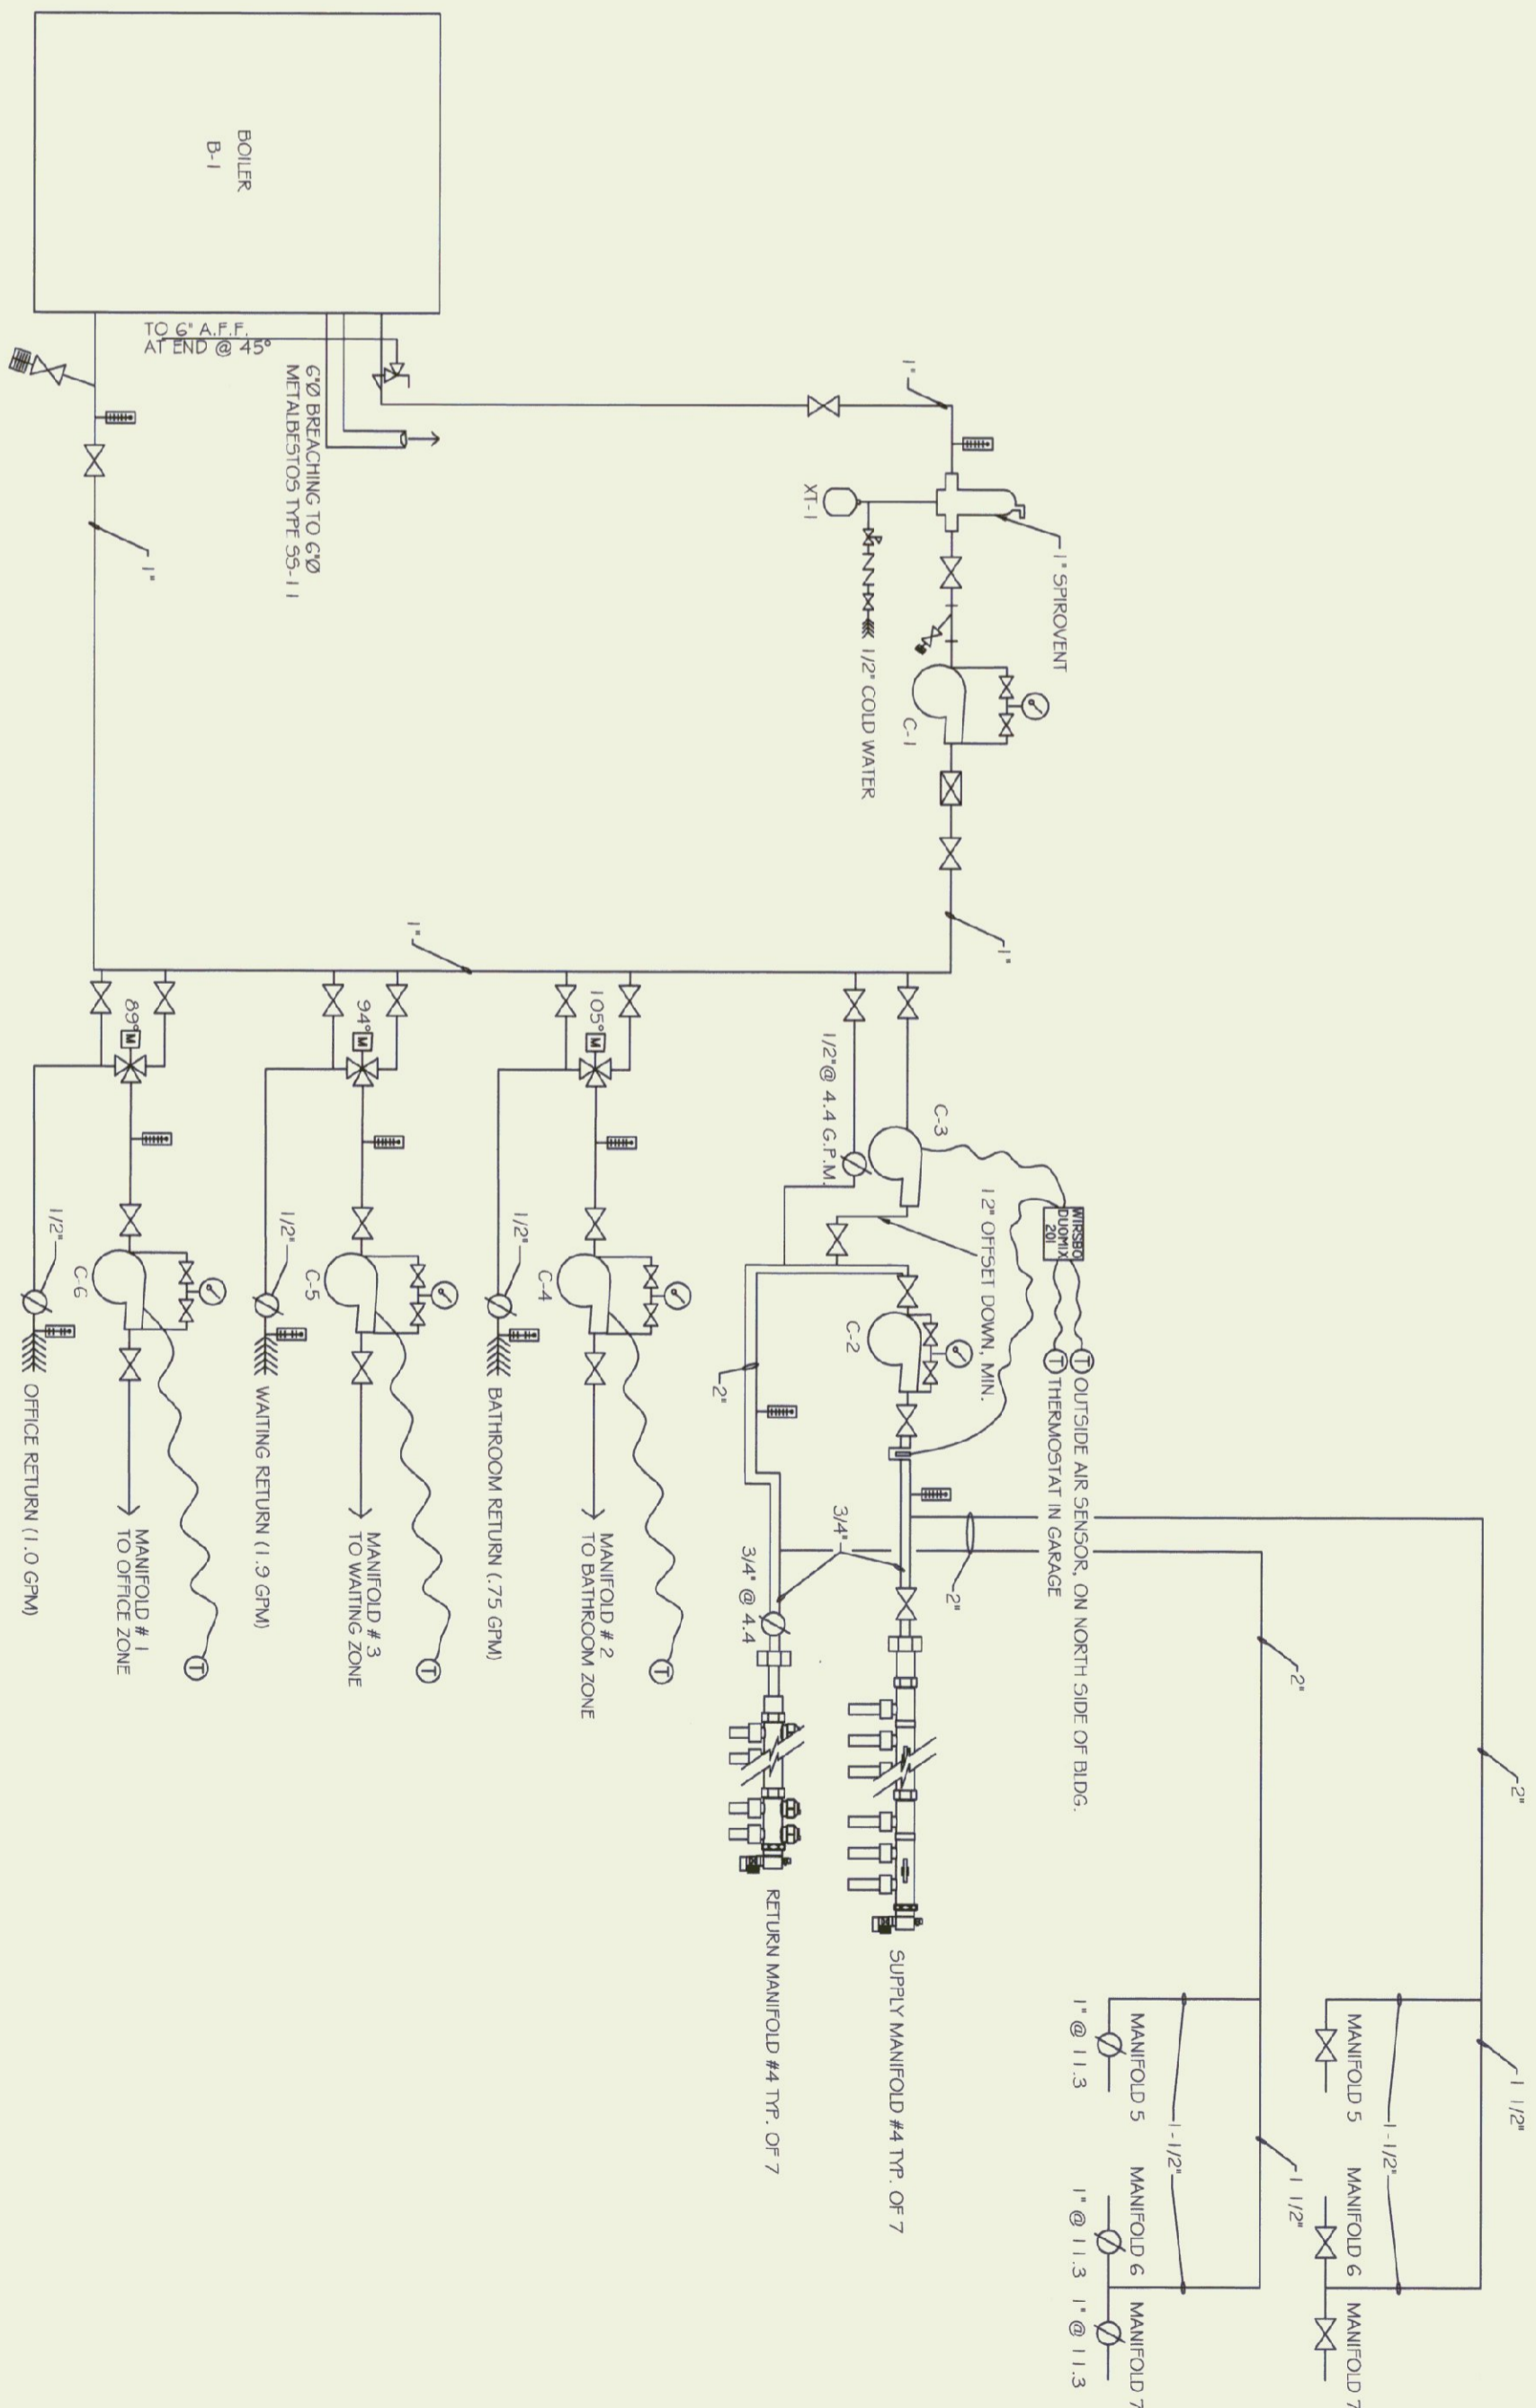 BOILER
B-1
TO 6" A.F.F.
AT END @ 45°
6"Ø BREACHING TO 6"Ø
METALBESTOS TYPE SS-11
1"
1"
XT-1
1" SPIROVENT
1/2" COLD WATER
C-1
1"
1"
1/2"@ 4.4 G.P.M.
C-3
12" OFFSET DOWN, MIN.
WIRSBO
DUOMIX
201
T OUTSIDE AIR SENSOR, ON NORTH SIDE OF BLDG.
T THERMOSTAT IN GARAGE
C-2
2"
3/4"
3/4" @ 4.4
2"
2"
2"
SUPPLY MANIFOLD #4 TYP. OF 7
RETURN MANIFOLD #4 TYP. OF 7
105°
M
1/2"
C-4
BATHROOM RETURN (.75 GPM)
MANIFOLD # 2
TO BATHROOM ZONE
T
94°
M
1/2"
C-5
WAITING RETURN (1.9 GPM)
MANIFOLD # 3
TO WAITING ZONE
T
89°
M
1/2"
C-6
OFFICE RETURN (1.0 GPM)
MANIFOLD # 1
TO OFFICE ZONE
T
1 1/2"
1-1/2"
MANIFOLD 5
MANIFOLD 6
MANIFOLD 7
1 1/2"
1-1/2"
MANIFOLD 5
MANIFOLD 6
MANIFOLD 7
1" @ 11.3
1" @ 11.3
1" @ 11.3